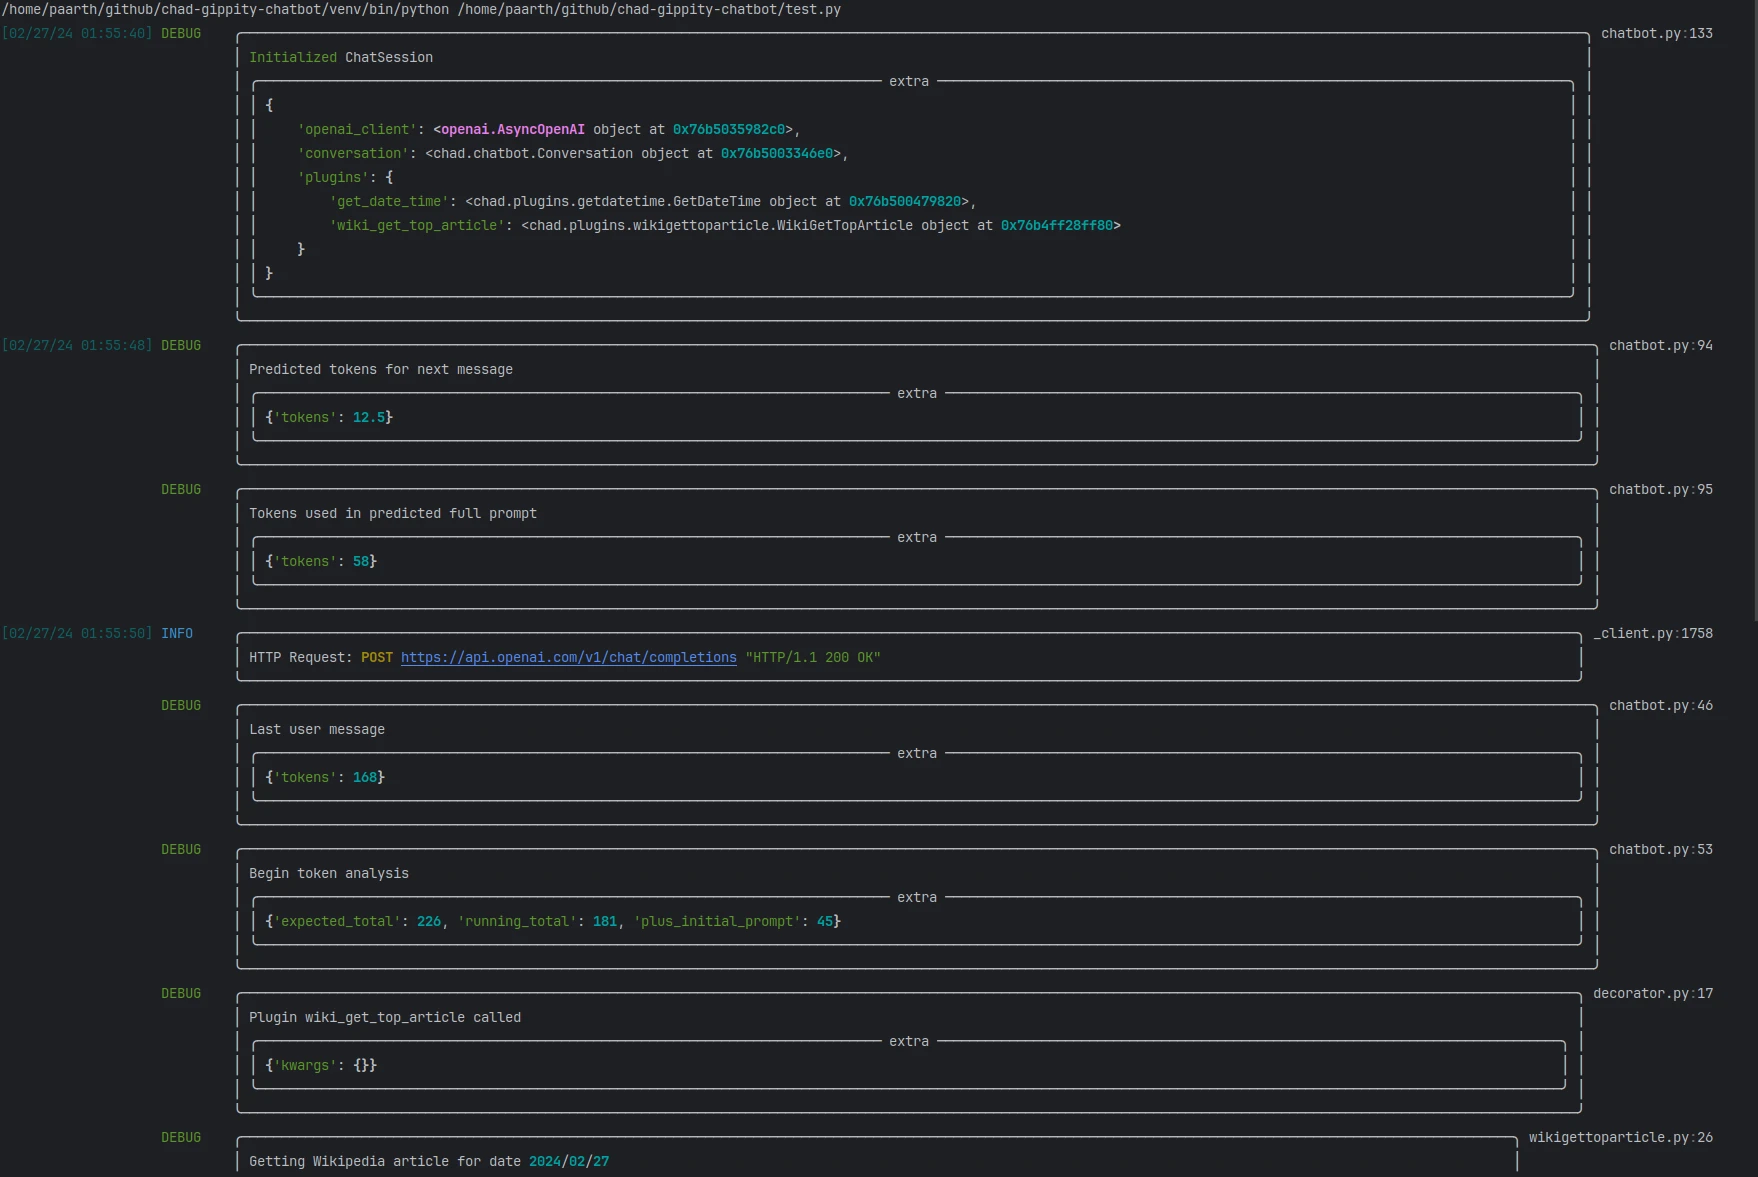 /home/paarth/github/chad-gippity-chatbot/venv/bin/python /home/paarth/github/chad-gippity-chatbot/test.py
[02/27/24 01:55:40] DEBUG chatbot.py:133
Initialized ChatSession
extra
{
'openai_client': <openai.AsyncOpenAI object at 0x76b5035982c0>,
'conversation': <chad.chatbot.Conversation object at 0x76b5003346e0>,
'plugins': {
'get_date_time': <chad.plugins.getdatetime.GetDateTime object at 0x76b500479820>,
'wiki_get_top_article': <chad.plugins.wikigettoparticle.WikiGetTopArticle object at 0x76b4ff28ff80>
}
}
[02/27/24 01:55:48] DEBUG chatbot.py:94
Predicted tokens for next message
extra
{'tokens': 12.5}
DEBUG chatbot.py:95
Tokens used in predicted full prompt
extra
{'tokens': 58}
[02/27/24 01:55:50] INFO _client.py:1758
HTTP Request: POST https://api.openai.com/v1/chat/completions "HTTP/1.1 200 OK"
DEBUG chatbot.py:46
Last user message
extra
{'tokens': 168}
DEBUG chatbot.py:53
Begin token analysis
extra
{'expected_total': 226, 'running_total': 181, 'plus_initial_prompt': 45}
DEBUG decorator.py:17
Plugin wiki_get_top_article called
extra
{'kwargs': {}}
DEBUG wikigettoparticle.py:26
Getting Wikipedia article for date 2024/02/27